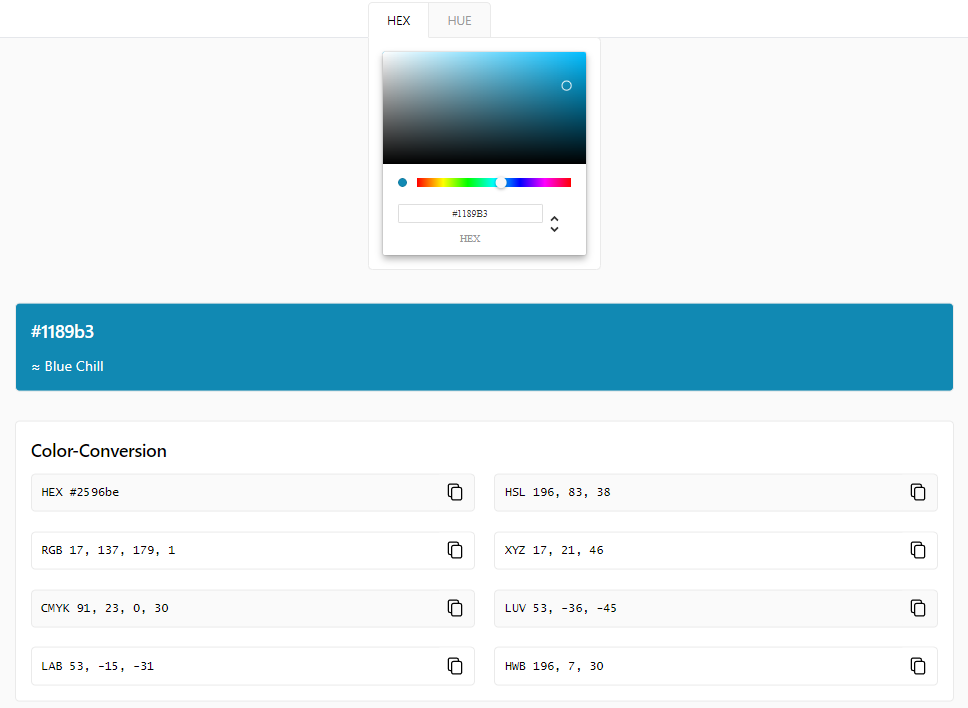 HEX HUE
#1189B3
HEX
#1189b3
≈ Blue Chill
Color-Conversion
HEX #2596be
HSL 196, 83, 38
RGB 17, 137, 179, 1
XYZ 17, 21, 46
CMYK 91, 23, 0, 30
LUV 53, -36, -45
LAB 53, -15, -31
HWB 196, 7, 30